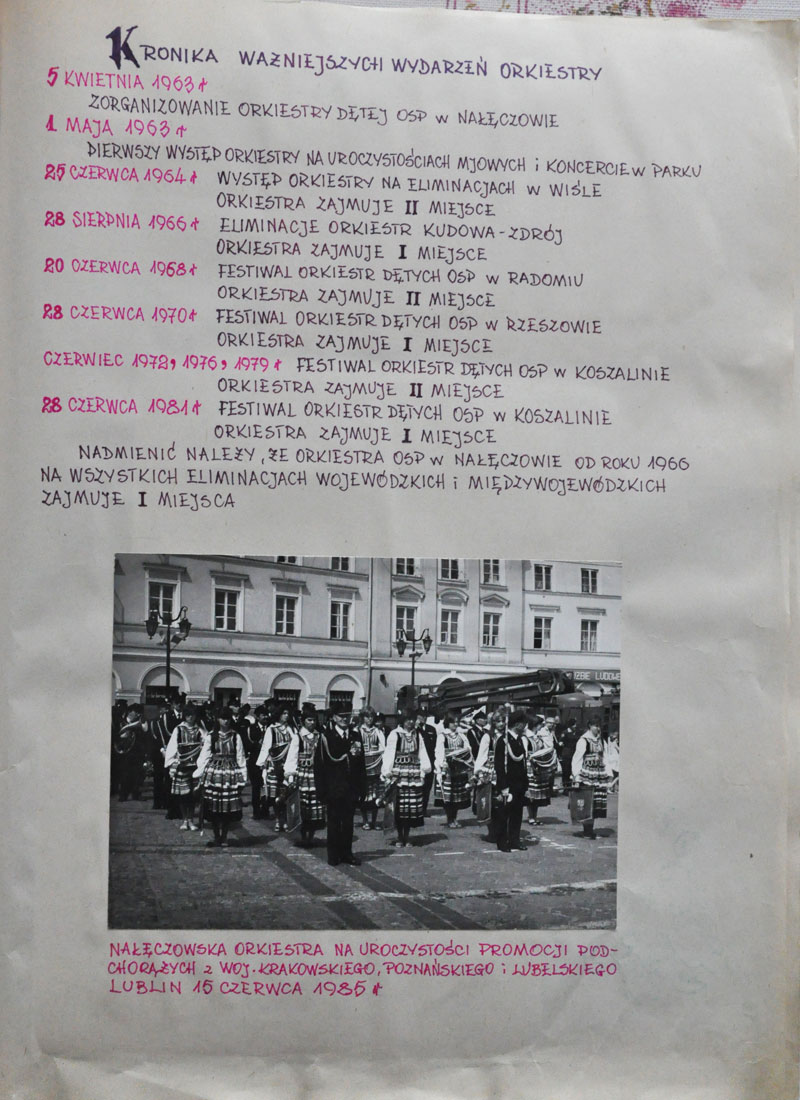 KRONIKA WAŻNIEJSZYCH WYDARZEŃ ORKIESTRY
5 KWIETNIA 1963 r
ZORGANIZOWANIE ORKIESTRY DĘTEJ OSP w NAŁĘCZOWIE
1 MAJA 1963 r
PIERWSZY WYSTĘP ORKIESTRY NA UROCZYSTOŚCIACH MJOWYCH i KONCERCIE W PARKU
25 CZERWCA 1964 r WYSTĘP ORKIESTRY NA ELIMINACJACH w WIŚLE
ORKIESTRA ZAJMUJE II MIEJSCE
28 SIERPNIA 1966 r ELIMINACJE ORKIESTR KUDOWA-ZDRÓJ
ORKIESTRA ZAJMUJE I MIEJSCE
20 CZERWCA 1968 r FESTIWAL ORKIESTR DĘTYCH OSP w RADOMIU
ORKIESTRA ZAJMUJE II MIEJSCE
28 CZERWCA 1970 r FESTIWAL ORKIESTR DĘTYCH OSP w RZESZOWIE
ORKIESTRA ZAJMUJE I MIEJSCE
CZERWIEC 1972, 1976, 1979 r FESTIWAL ORKIESTR DĘTYCH OSP w KOSZALINIE
ORKIESTRA ZAJMUJE II MIEJSCE
28 CZERWCA 1981 r FESTIWAL ORKIESTR DĘTYCH OSP w KOSZALINIE
ORKIESTRA ZAJMUJE I MIEJSCE
NADMIENIĆ NALEŻY, ŻE ORKIESTRA OSP w NAŁĘCZOWIE OD ROKU 1966
NA WSZYSTKICH ELIMINACJACH WOJEWÓDZKICH i MIĘDZYWOJEWÓDZKICH
ZAJMUJE I MIEJSCA
IZBIE LUDOWE
NAŁĘCZOWSKA ORKIESTRA NA UROCZYSTOŚCI PROMOCJI POD-
CHORĄŻYCH z WOJ. KRAKOWSKIEGO, POZNAŃSKIEGO i LUBELSKIEGO
LUBLIN 15 CZERWCA 1985 r